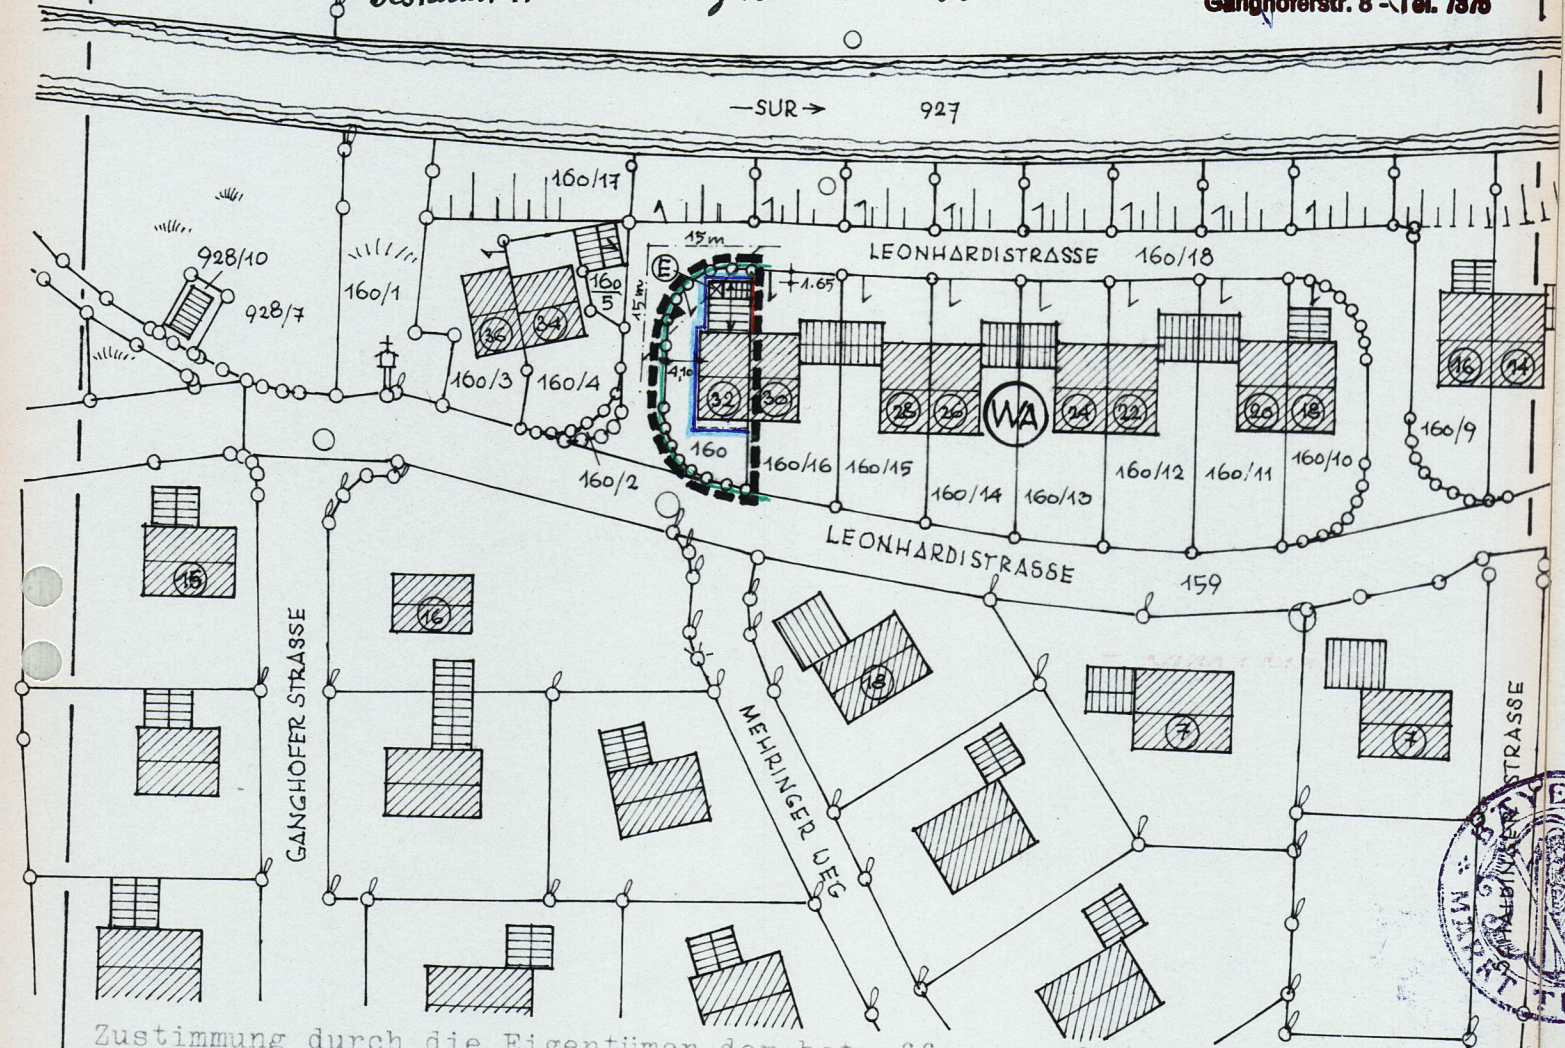 Ganghoferstr. 8 - Tel. 7375
—SUR→ 927
160/17
LEONHARDISTRASSE 160/18
15m
E
15m
1.65
928/10
928/7
160/1
160
5
36 34
160/3 160/4
4,10
32 30 28 26 24 22 20 18
WA
16 14
160/9
160
160/16 160/15 160/14 160/13 160/12 160/11 160/10
160/2
LEONHARDISTRASSE 159
15
16
18
7
7
GANGHOFER STRASSE
MEHRINGER WEG
STRASSE
MARKT
Zustimmung durch die Eigentümer der